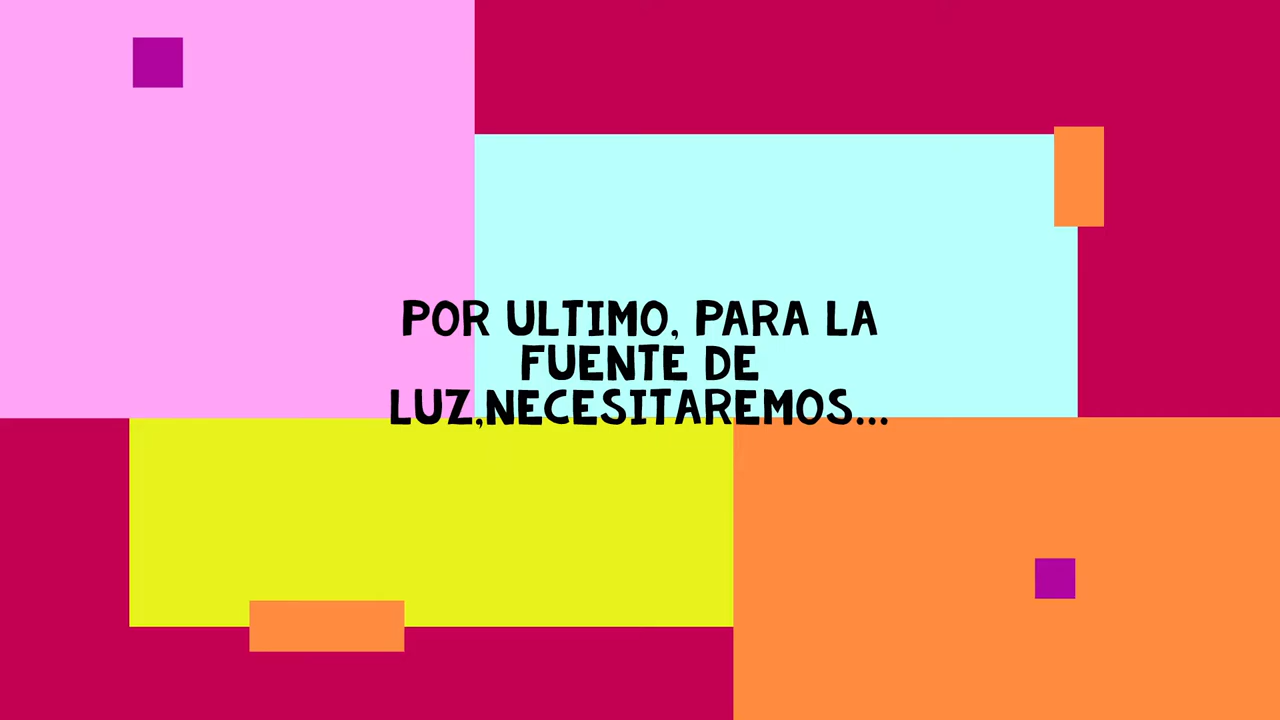 POR ULTIMO, PARA LA
FUENTE DE
LUZ,NECESITAREMOS...